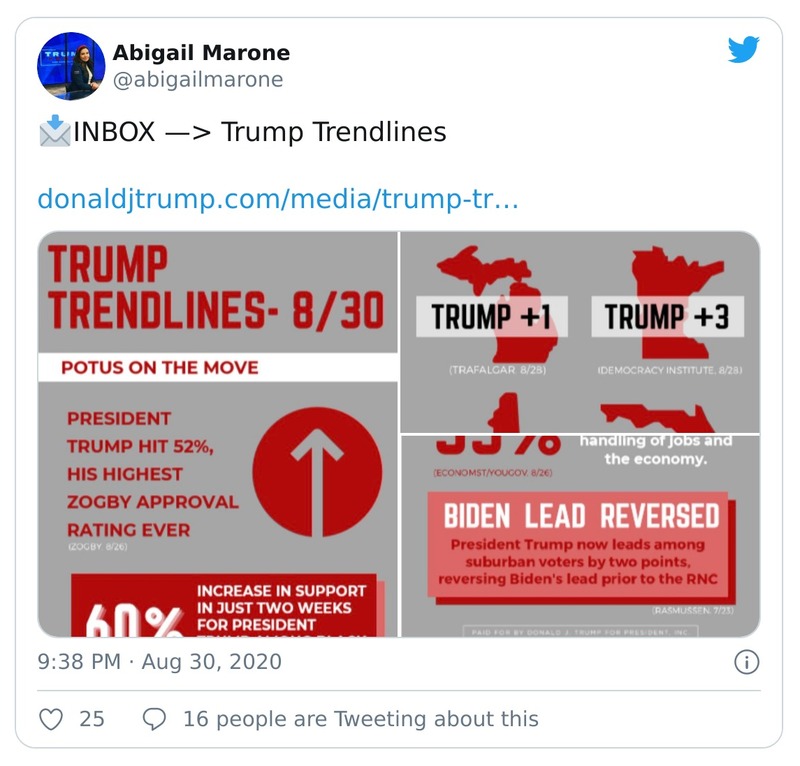 Abigail Marone
@abigailmarone
INBOX —> Trump Trendlines
donaldjtrump.com/media/trump-tr…
TRUMP
TRENDLINES- 8/30
POTUS ON THE MOVE
PRESIDENT
TRUMP HIT 52%,
HIS HIGHEST
ZOGBY APPROVAL
RATING EVER
(ZOGBY. 8/26)
60%
INCREASE IN SUPPORT
IN JUST TWO WEEKS
FOR PRESIDENT
TRUMP +1
(TRAFALGAR 8/28)
TRUMP +3
(DEMOCRACY INSTITUTE. 8/28)
(ECONOMST/YOUGOV. 8/26)
handling of jobs and
the economy.
BIDEN LEAD REVERSED
President Trump now leads among
suburban voters by two points,
reversing Biden's lead prior to the RNC
(RASMUSSEN. 7/23)
PAID FOR BY DONALD J. TRUMP FOR PRESIDENT, INC.
9:38 PM · Aug 30, 2020
25
16 people are Tweeting about this